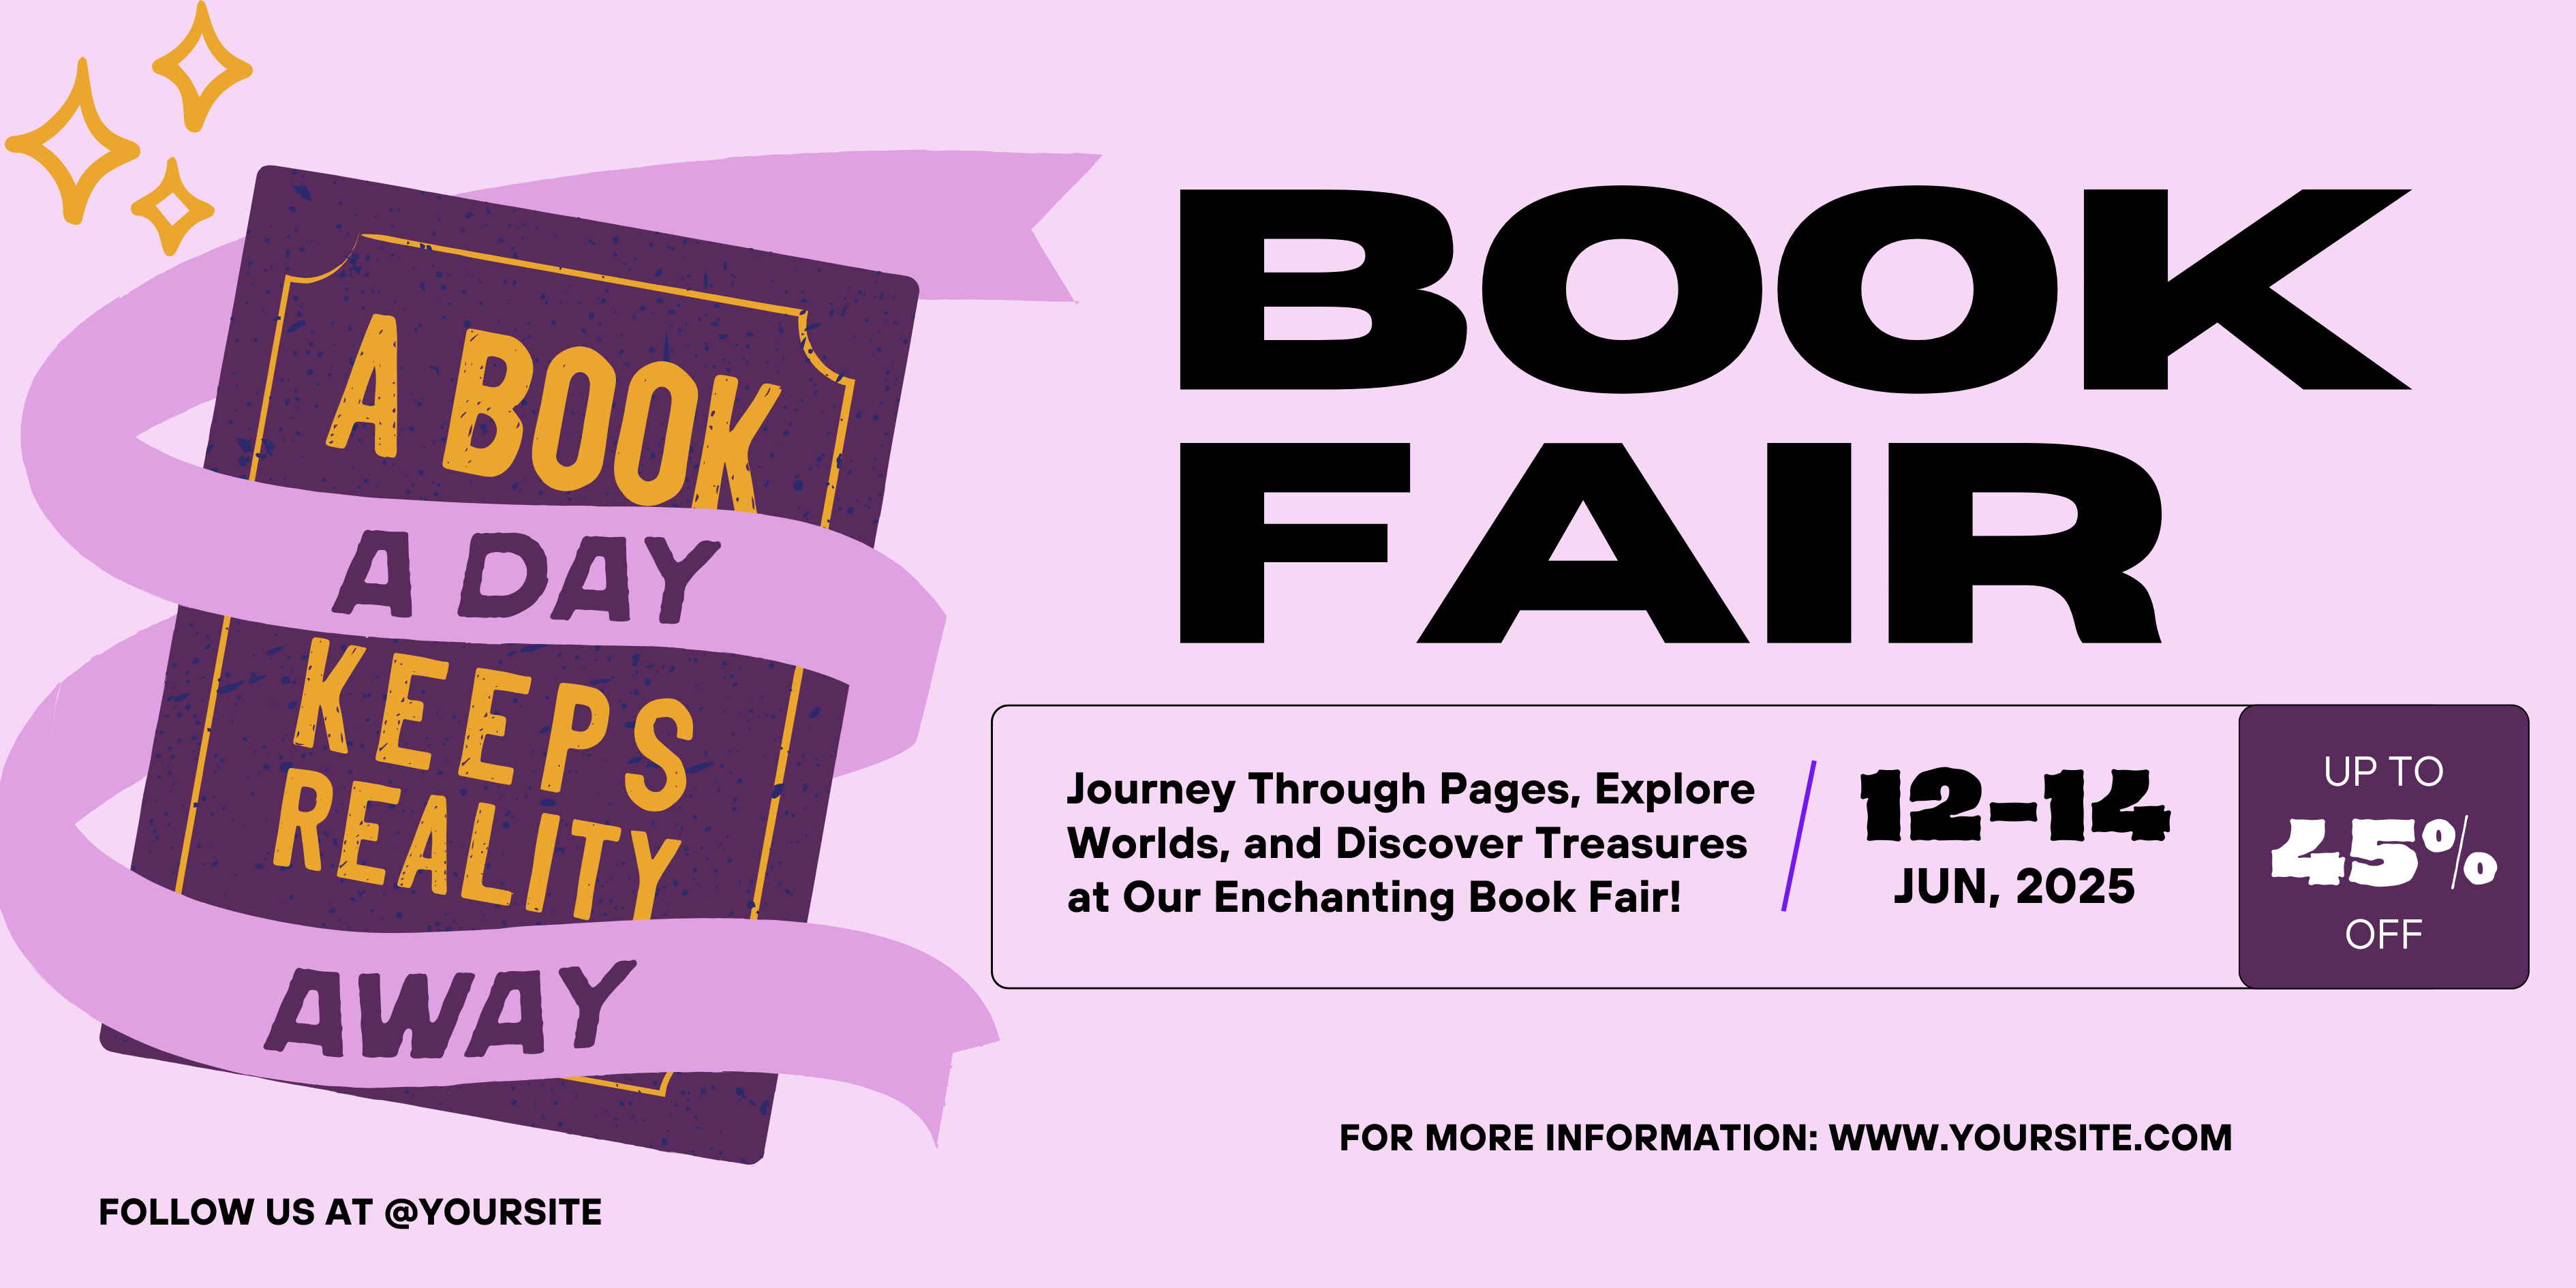 A BOOK
A DAY
KEEPS
REALITY
AWAY
FOLLOW US AT @YOURSITE
BOOK
FAIR
Journey Through Pages, Explore
Worlds, and Discover Treasures
at Our Enchanting Book Fair!
12-14
JUN, 2025
UP TO
45%
OFF
FOR MORE INFORMATION: WWW.YOURSITE.COM